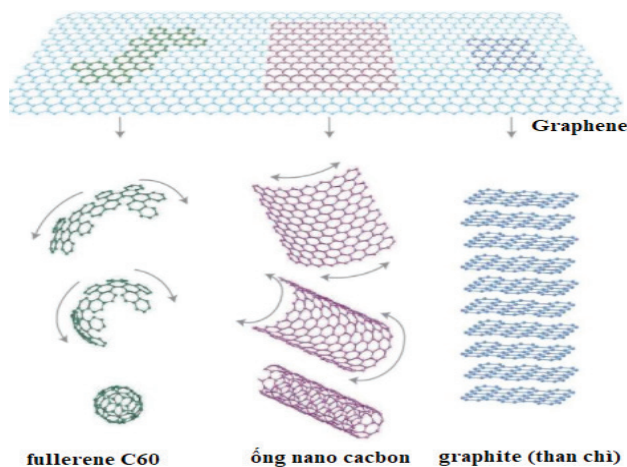 Graphene
fullerene C60
ống nano cacbon
graphite (than chì)